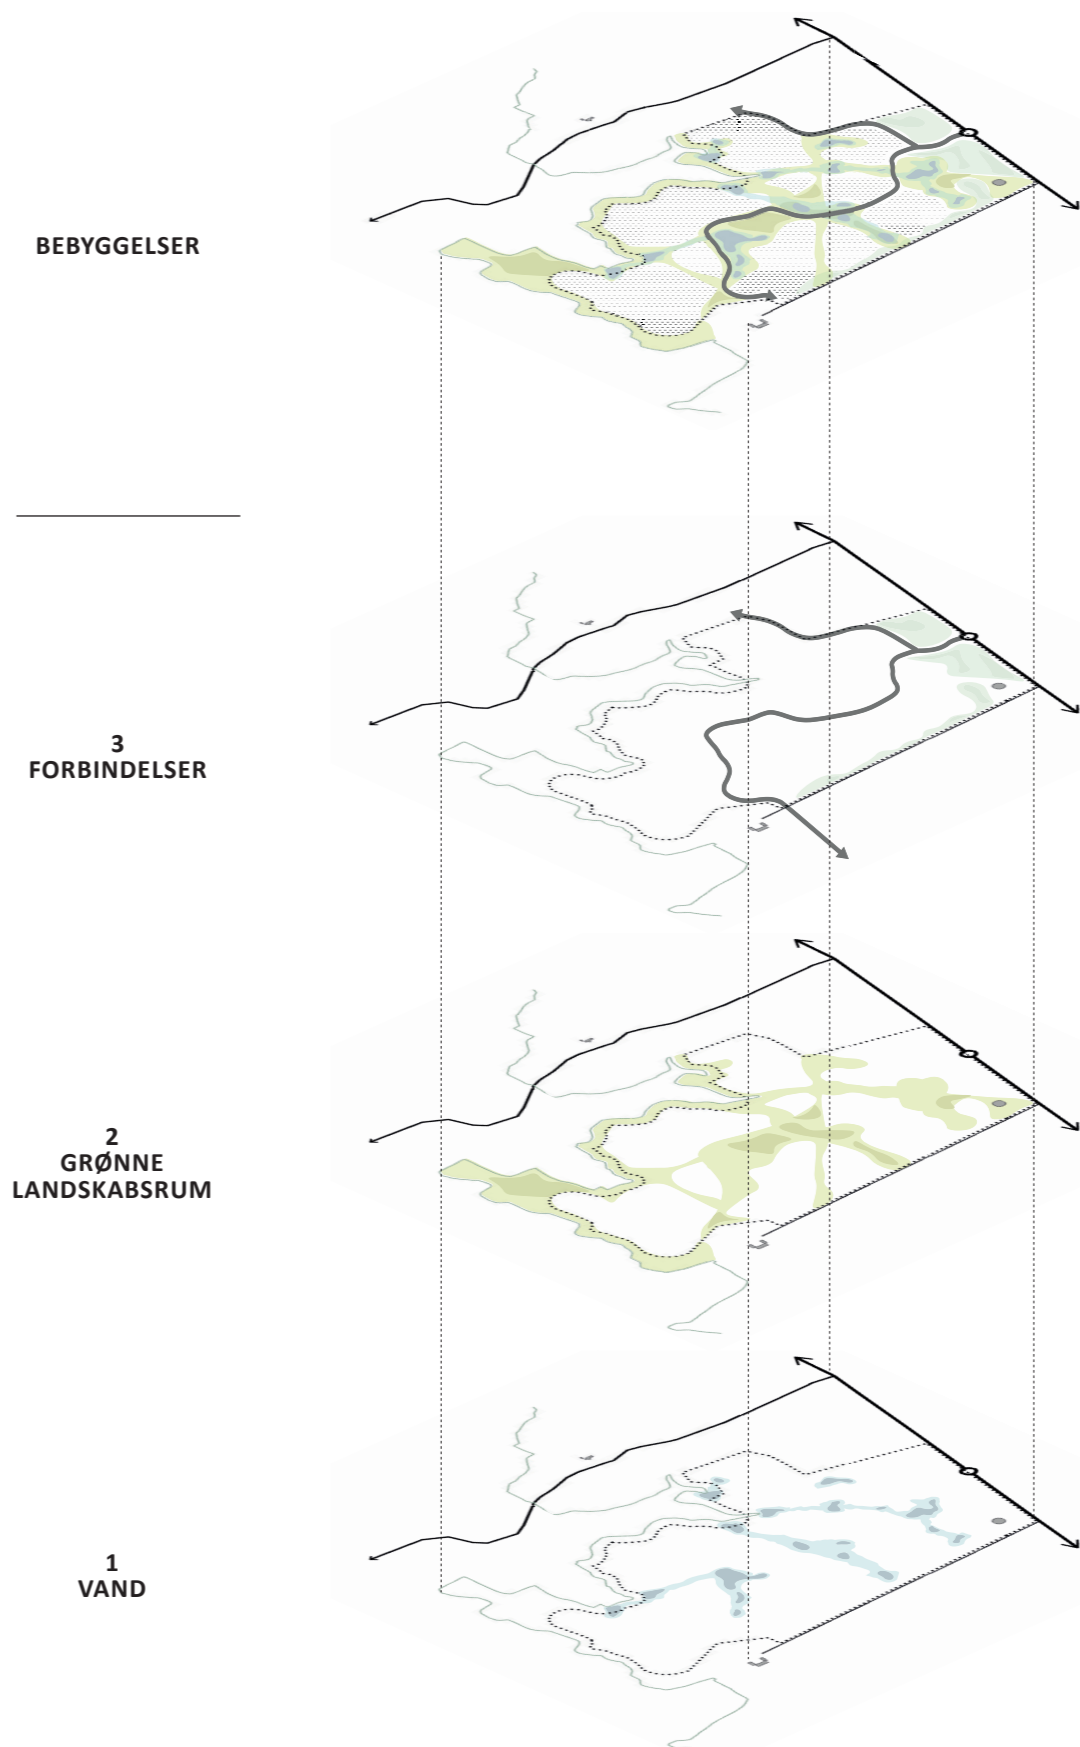 BEBYGGELSER
3
FORBINDELSER
2
GRØNNE
LANDSKABSRUM
1
VAND